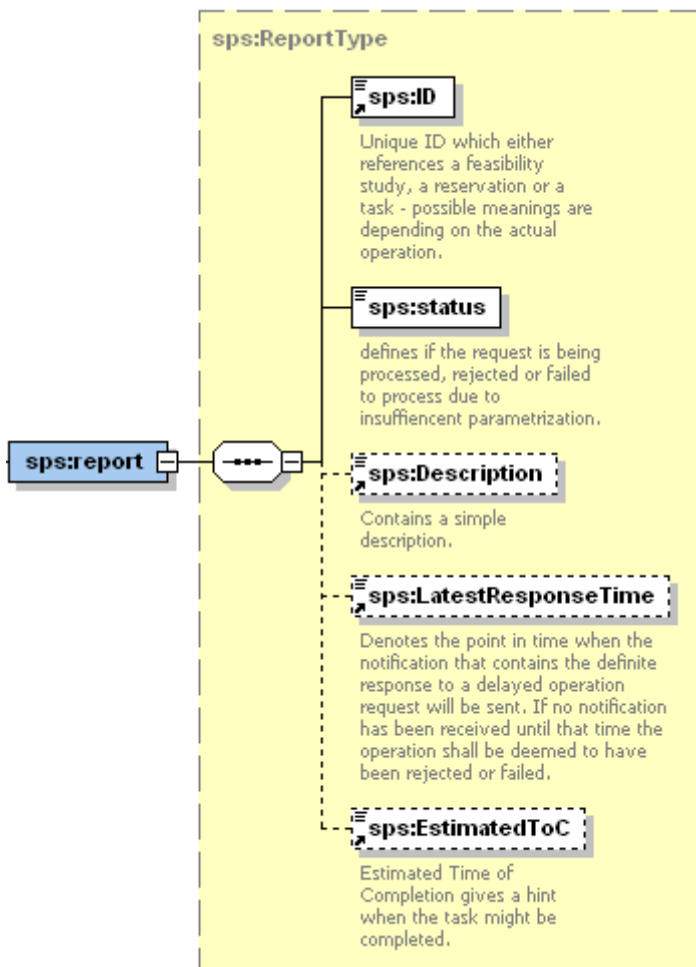 sps:ReportType
sps:ID
Unique ID which either
references a feasibility
study, a reservation or a
task - possible meanings are
depending on the actual
operation.
sps:status
defines if the request is being
processed, rejected or failed
to process due to
insuffiencent parametrization.
sps:report
sps:Description
Contains a simple
description.
sps:LatestResponseTime
Denotes the point in time when the
notification that contains the definite
response to a delayed operation
request will be sent. If no notification
has been received until that time the
operation shall be deemed to have
been rejected or failed.
sps:EstimatedToC
Estimated Time of
Completion gives a hint
when the task might be
completed.